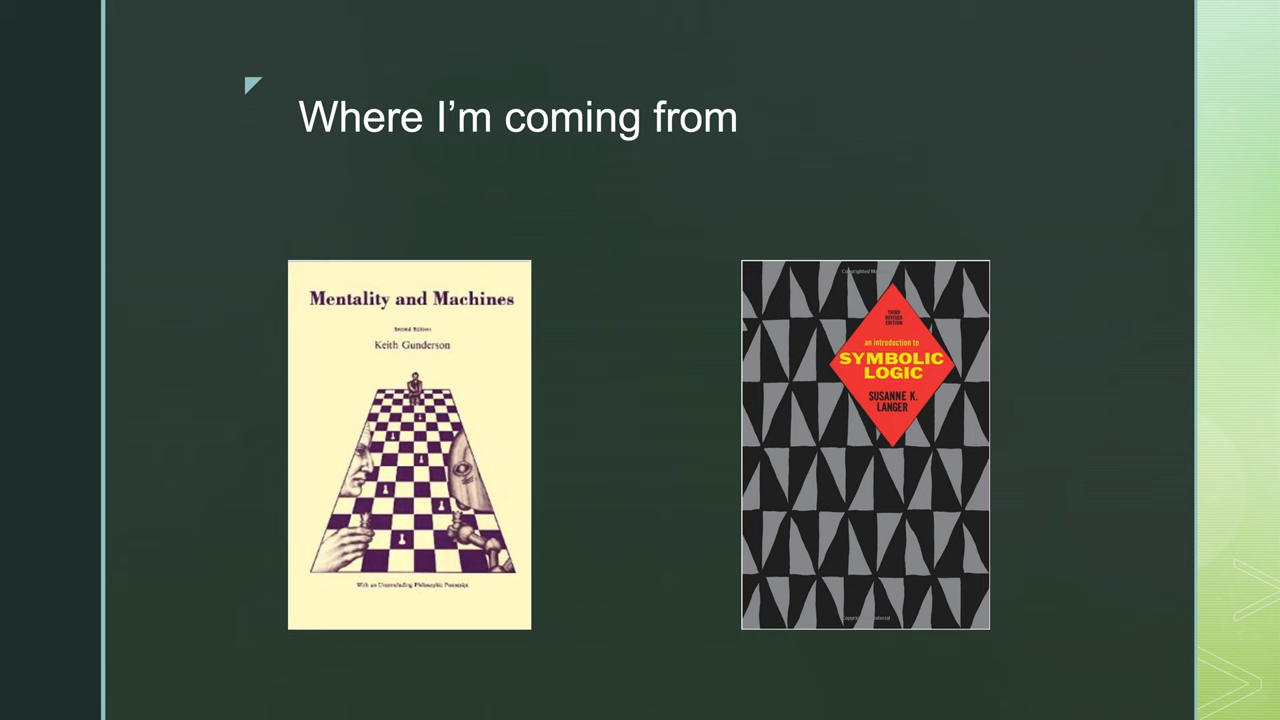 Where I’m coming from
Mentality and Machines
Second Edition
Keith Gunderson
With an Unconcluding Philosophic Postscript
THIRD
REVISED
EDITION
an introduction to
SYMBOLIC
LOGIC
SUSANNE K.
LANGER